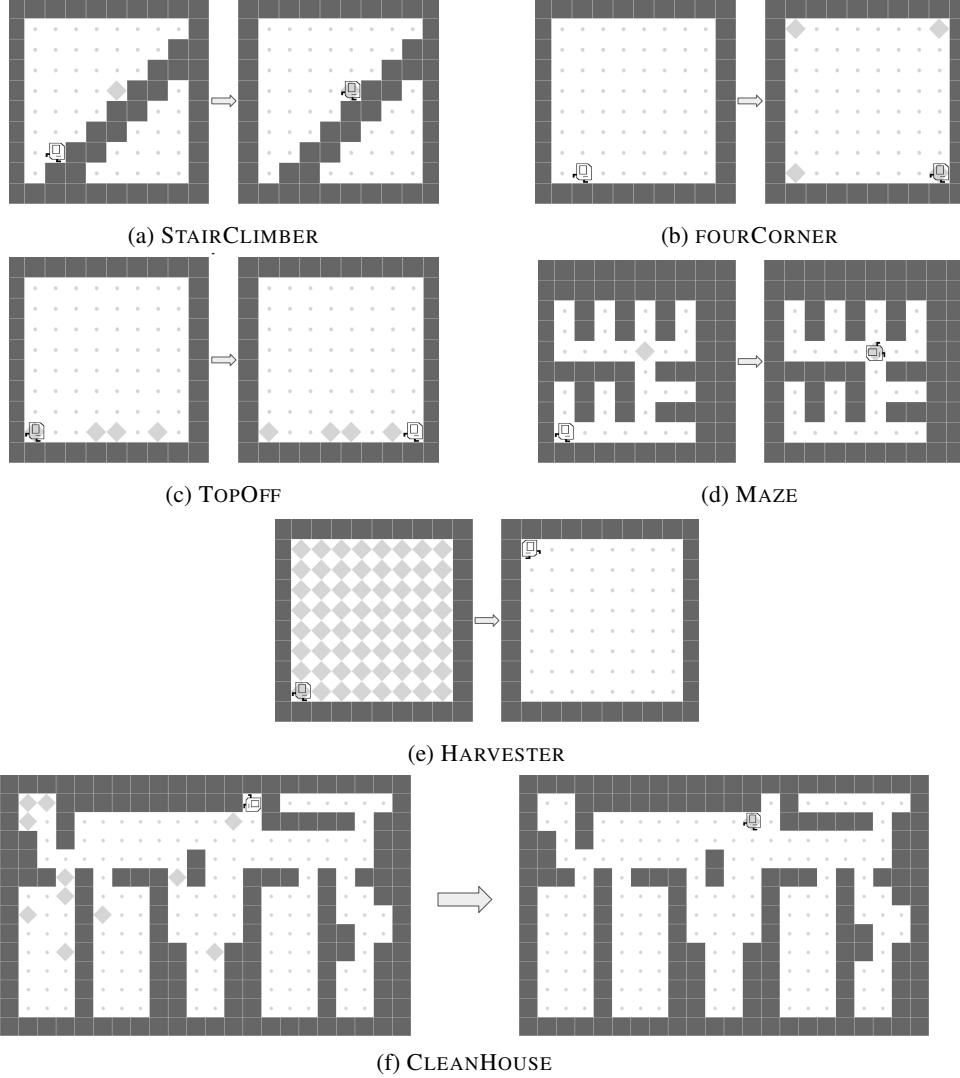 (a) STAIRCLIMBER
(b) FOURCORNER
(c) TOPOFF
(d) MAZE
(e) HARVESTER
(f) CLEANHOUSE